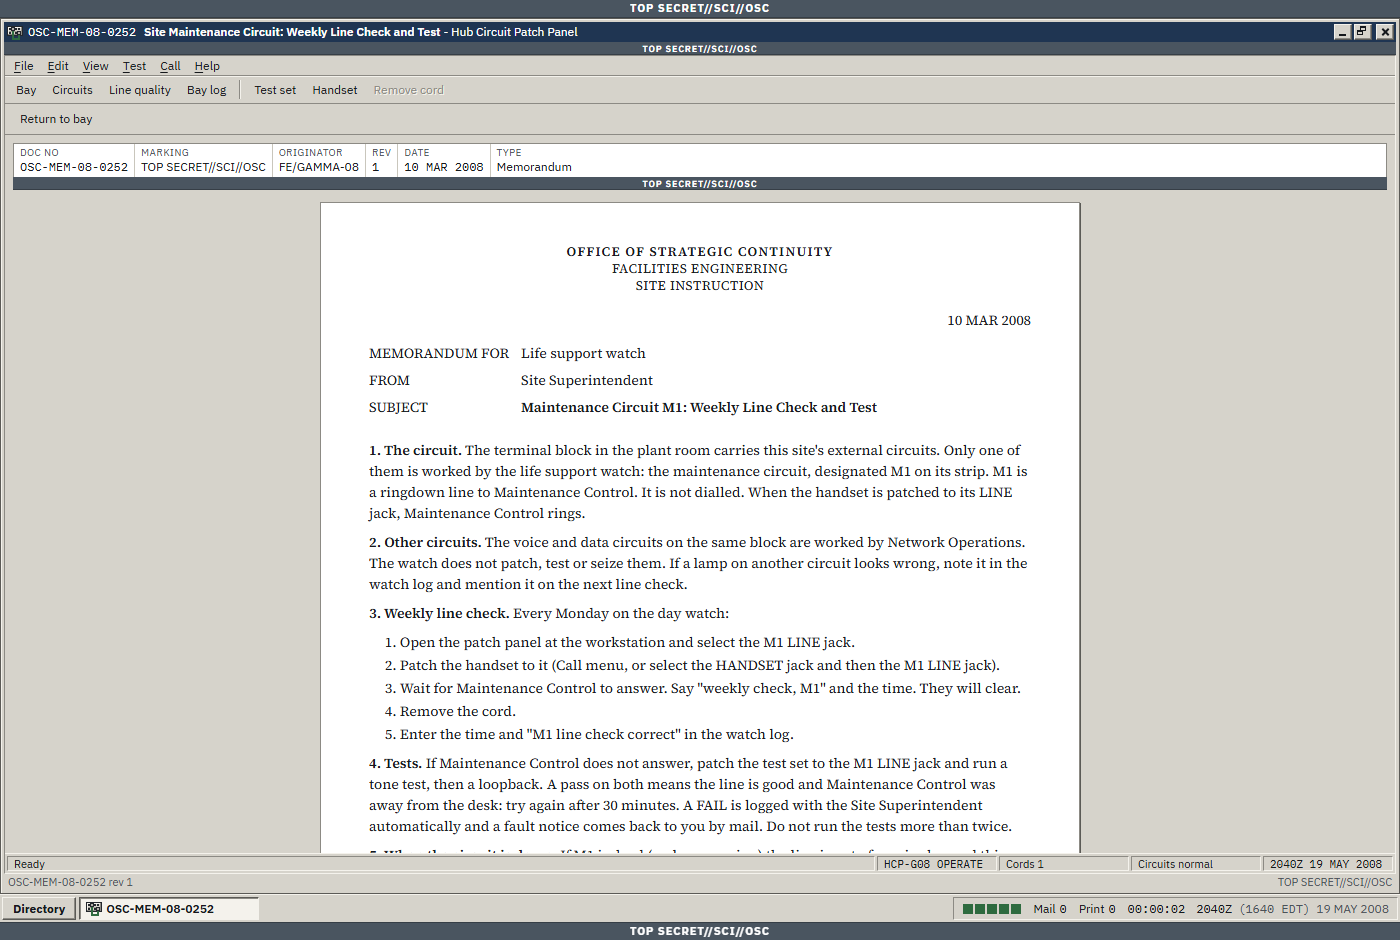 TOP SECRET//SCI//OSC
OSC-MEM-08-0252 Site Maintenance Circuit: Weekly Line Check and Test - Hub Circuit Patch Panel
TOP SECRET//SCI//OSC
File Edit View Test Call Help
Bay Circuits Line quality Bay log Test set Handset Remove cord
Return to bay
DOC NO MARKING ORIGINATOR REV DATE TYPE
OSC-MEM-08-0252 TOP SECRET//SCI//OSC FE/GAMMA-08 1 10 MAR 2008 Memorandum
TOP SECRET//SCI//OSC
OFFICE OF STRATEGIC CONTINUITY
FACILITIES ENGINEERING
SITE INSTRUCTION
10 MAR 2008
MEMORANDUM FOR Life support watch
FROM Site Superintendent
SUBJECT Maintenance Circuit M1: Weekly Line Check and Test
1. The circuit. The terminal block in the plant room carries this site's external circuits. Only one of
them is worked by the life support watch: the maintenance circuit, designated M1 on its strip. M1 is
a ringdown line to Maintenance Control. It is not dialled. When the handset is patched to its LINE
jack, Maintenance Control rings.
2. Other circuits. The voice and data circuits on the same block are worked by Network Operations.
The watch does not patch, test or seize them. If a lamp on another circuit looks wrong, note it in the
watch log and mention it on the next line check.
3. Weekly line check. Every Monday on the day watch:
1. Open the patch panel at the workstation and select the M1 LINE jack.
2. Patch the handset to it (Call menu, or select the HANDSET jack and then the M1 LINE jack).
3. Wait for Maintenance Control to answer. Say "weekly check, M1" and the time. They will clear.
4. Remove the cord.
5. Enter the time and "M1 line check correct" in the watch log.
4. Tests. If Maintenance Control does not answer, patch the test set to the M1 LINE jack and run a
tone test, then a loopback. A pass on both means the line is good and Maintenance Control was
away from the desk: try again after 30 minutes. A FAIL is logged with the Site Superintendent
automatically and a fault notice comes back to you by mail. Do not run the tests more than twice.
Ready HCP-G08 OPERATE Cords 1 Circuits normal 2040Z 19 MAY 2008
OSC-MEM-08-0252 rev 1 TOP SECRET//SCI//OSC
Directory OSC-MEM-08-0252 Mail 0 Print 0 00:00:02 2040Z (1640 EDT) 19 MAY 2008
TOP SECRET//SCI//OSC